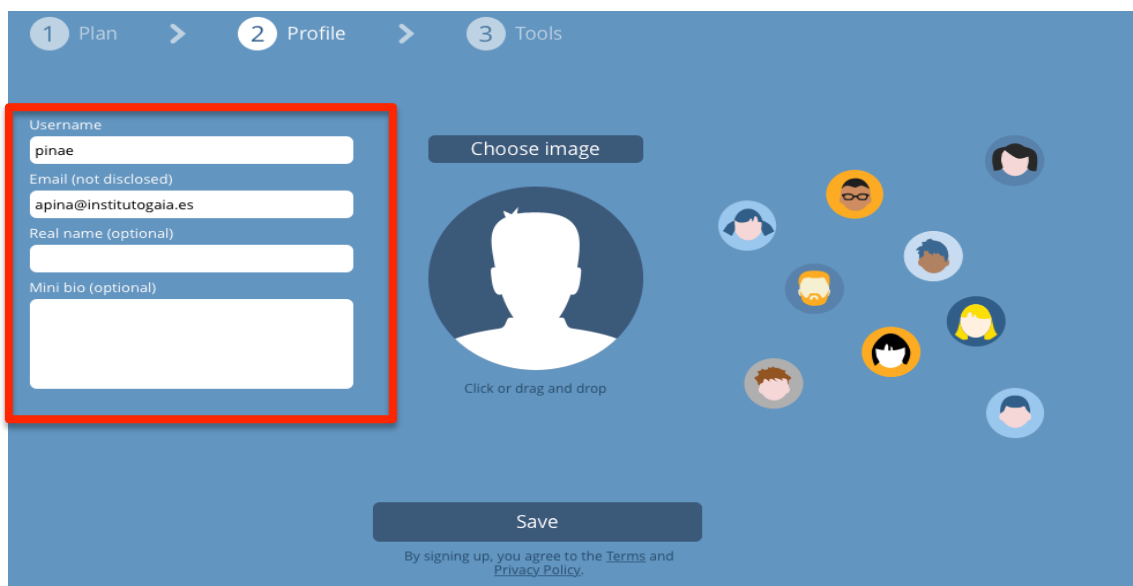 1 Plan > 2 Profile > 3 Tools
Username
pinae
Email (not disclosed)
apina@institutogaia.es
Real name (optional)
Mini bio (optional)
Choose image
Click or drag and drop
Save
By signing up, you agree to the Terms and
Privacy Policy.